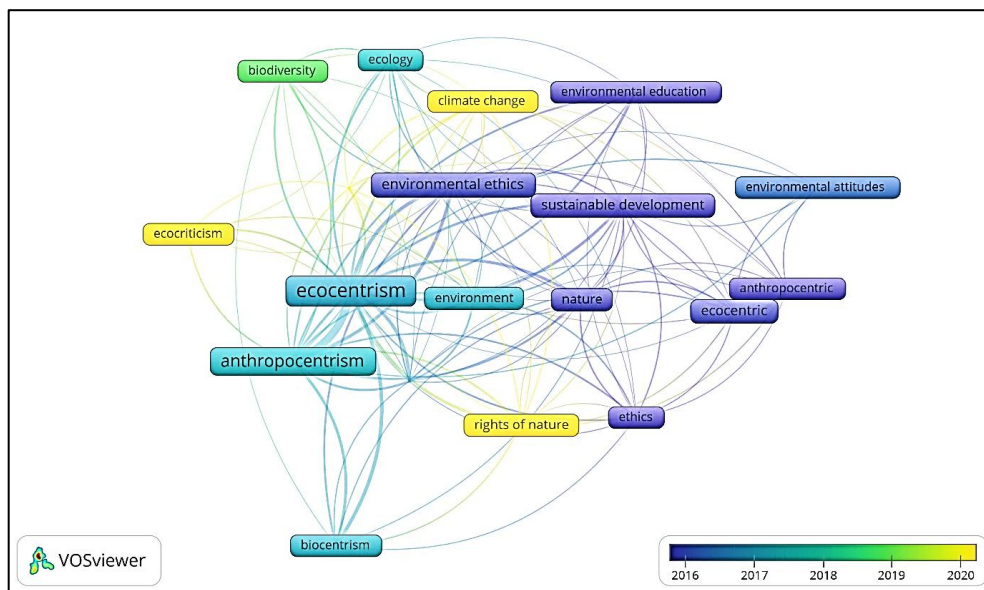 ecology
biodiversity
climate change
environmental education
environmental ethics
environmental attitudes
sustainable development
ecocriticism
ecocentrism
environment
nature
anthropocentric
ecocentric
anthropocentrism
rights of nature
ethics
biocentrism
VOSviewer
2016 2017 2018 2019 2020